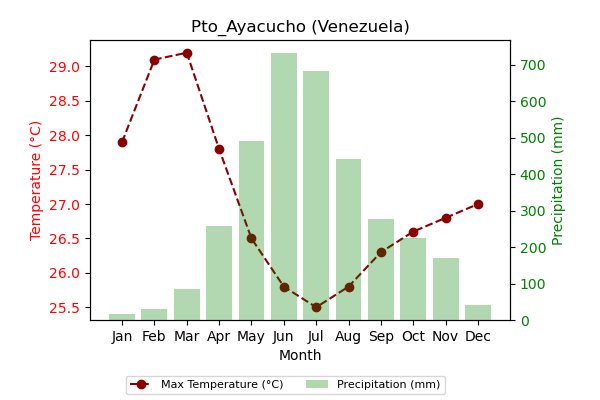 Pto_Ayacucho (Venezuela)
29.0
28.5
28.0
27.5
27.0
26.5
26.0
25.5
Temperature (°C)
700
600
500
400
300
200
100
0
Precipitation (mm)
Jan Feb Mar Apr May Jun Jul Aug Sep Oct Nov Dec
Month
Max Temperature (°C) Precipitation (mm)